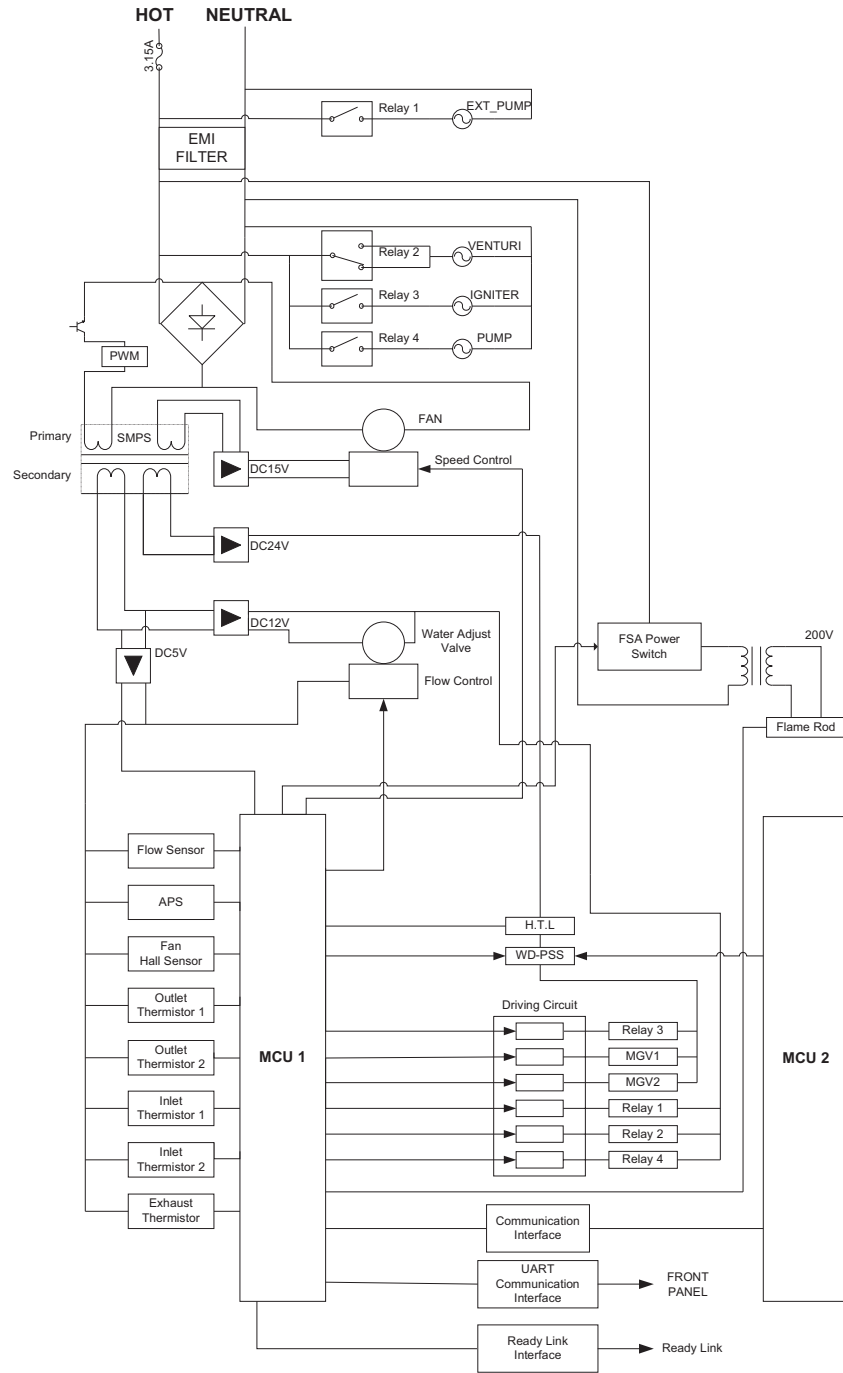 HOT NEUTRAL
3.15A
Relay 1
EXT_PUMP
EMI
FILTER
Relay 2
VENTURI
Relay 3
IGNITER
Relay 4
PUMP
PWM
FAN
Primary
SMPS
Secondary
DC15V
Speed Control
DC24V
DC12V
Water Adjust
Valve
DC5V
Flow Control
FSA Power
Switch
200V
Flame Rod
Flow Sensor
APS
Fan
Hall Sensor
Outlet
Thermistor 1
Outlet
Thermistor 2
Inlet
Thermistor 1
Inlet
Thermistor 2
Exhaust
Thermistor
MCU 1
H.T.L
WD-PSS
Driving Circuit
Relay 3
MGV1
MGV2
Relay 1
Relay 2
Relay 4
MCU 2
Communication
Interface
UART
Communication
Interface
FRONT
PANEL
Ready Link
Interface
Ready Link